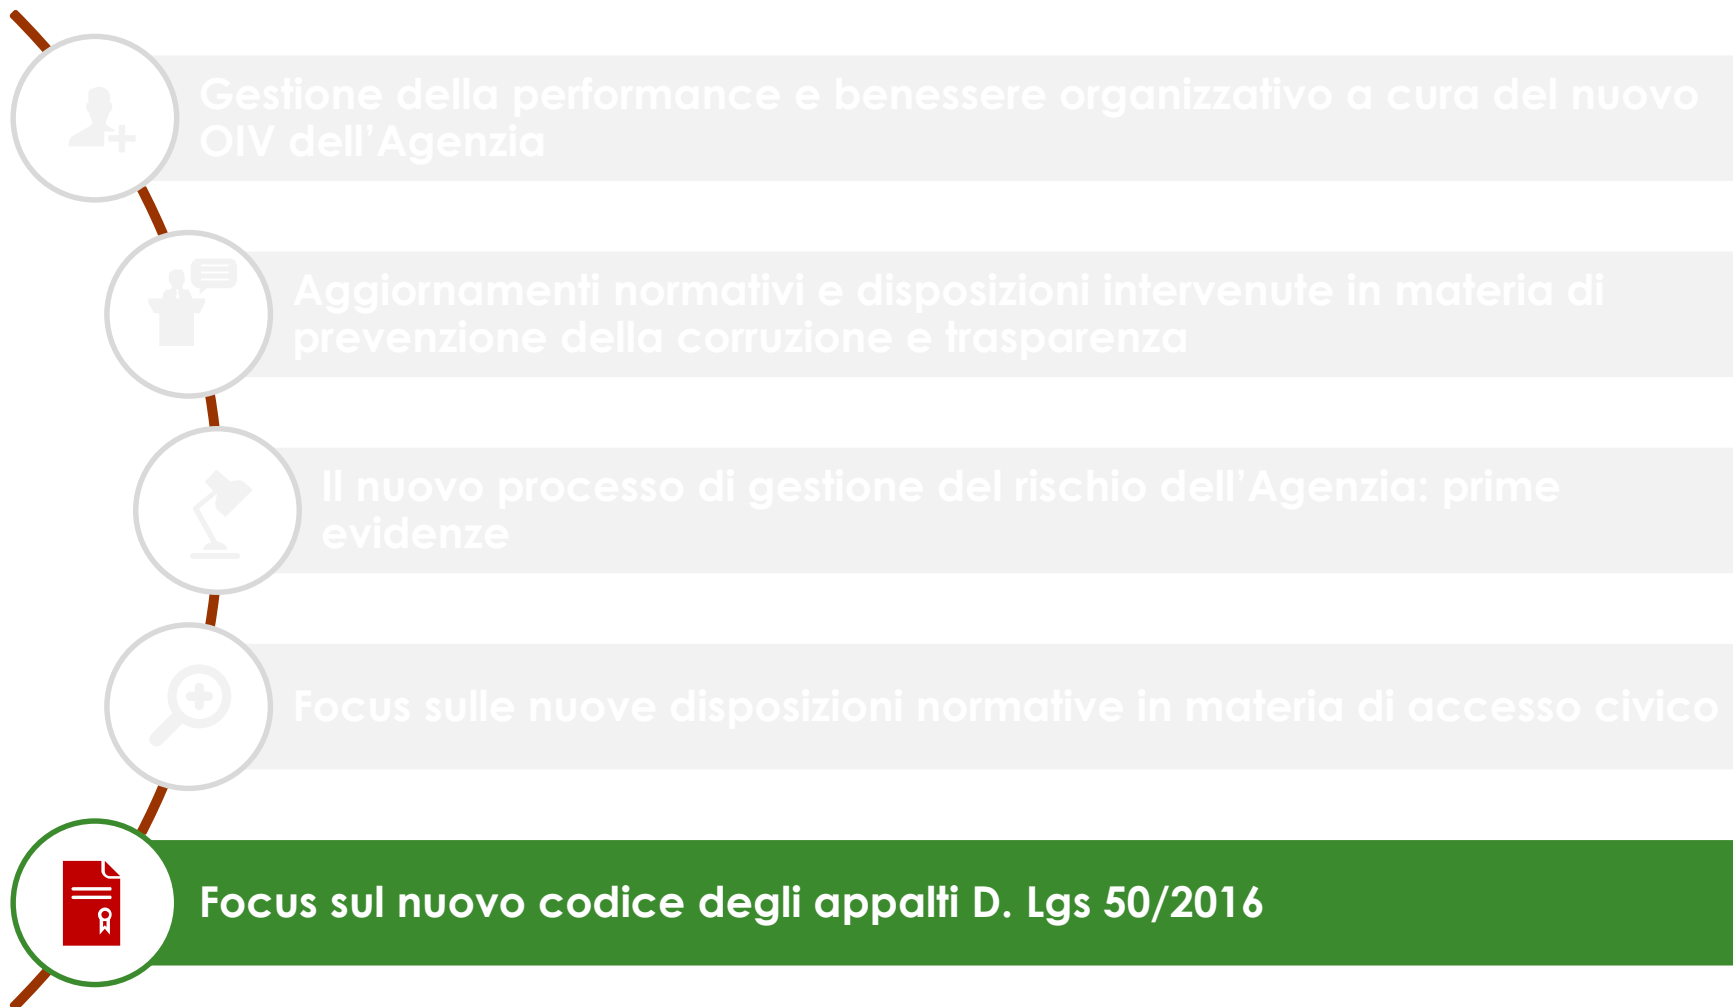 Gestione della performance e benessere organizzativo a cura del nuovo
OIV dell’Agenzia
Aggiornamenti normativi e disposizioni intervenute in materia di
prevenzione della corruzione e trasparenza
Il nuovo processo di gestione del rischio dell’Agenzia: prime
evidenze
Focus sulle nuove disposizioni normative in materia di accesso civico
Focus sul nuovo codice degli appalti D. Lgs 50/2016